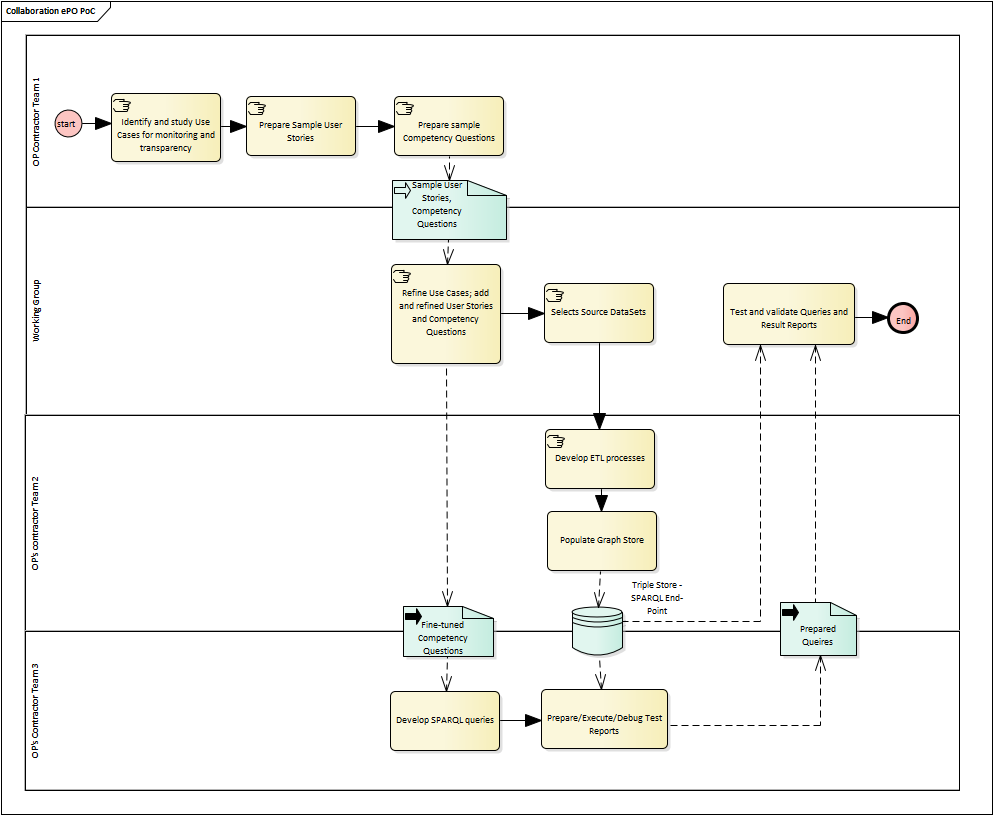 Collaboration ePO PoC
OP Contractor Team 1
start
Identify and study Use
Cases for monitoring and
transparency
Prepare Sample User
Stories
Prepare sample
Competency Questions
Sample User
Stories,
Competency
Questions
Working Group
Refine Use Cases; add
and refined User Stories
and Competency
Questions
Selects Source DataSets
Test and validate Queries and
Result Reports
End
OP's contractor Team 2
Develop ETL processes
Populate Graph Store
Triple Store -
SPARQL End-
Point
Fine-tuned
Competency
Questions
Prepared
Queires
OP's Contractor Team 3
Develop SPARQL queries
Prepare/Execute/Debug Test
Reports